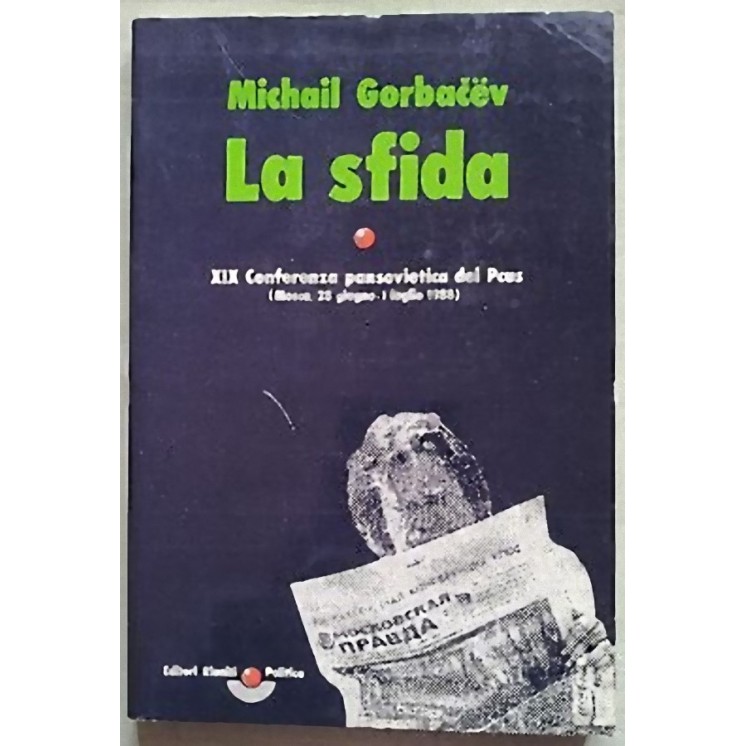 Michail Gorbačëv
La sfida
XIX Conferenza pansovietica del Pcus
(Mosca, 28 giugno - 1 luglio 1988)
МОСКОВСКАЯ
ПРАВДА
Editori Riuniti Politica